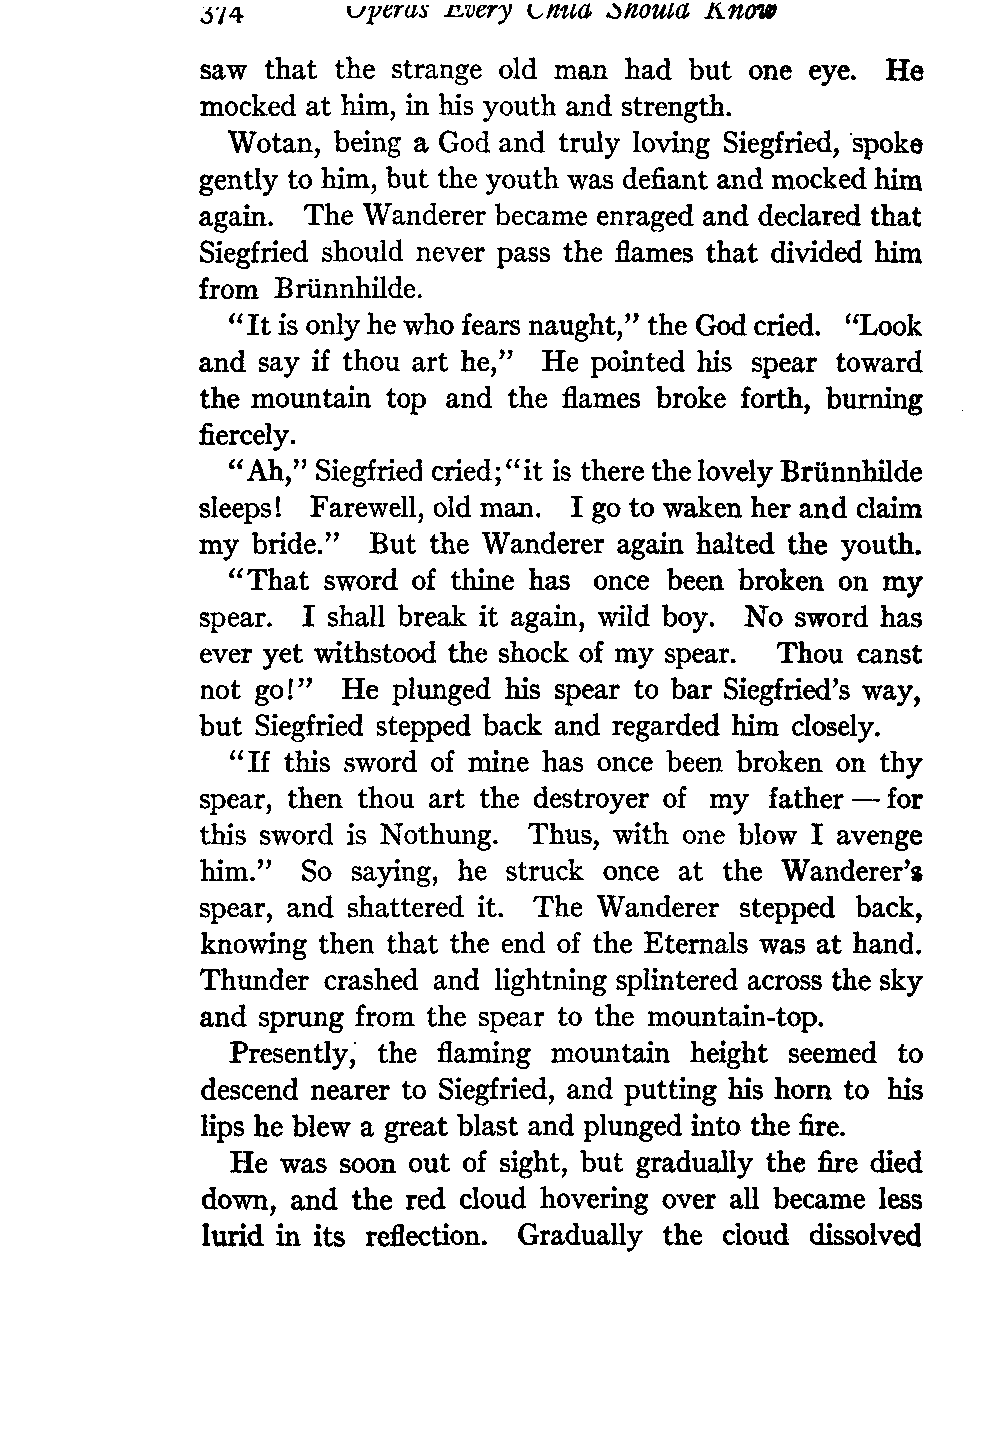 374 Operas Every Child Should Know
saw that the strange old man had but one eye. He
mocked at him, in his youth and strength.
Wotan, being a God and truly loving Siegfried, spoke
gently to him, but the youth was defiant and mocked him
again. The Wanderer became enraged and declared that
Siegfried should never pass the flames that divided him
from Brünnhilde.
"It is only he who fears naught," the God cried. "Look
and say if thou art he," He pointed his spear toward
the mountain top and the flames broke forth, burning
fiercely.
"Ah," Siegfried cried; "it is there the lovely Brünnhilde
sleeps! Farewell, old man. I go to waken her and claim
my bride." But the Wanderer again halted the youth.
"That sword of thine has once been broken on my
spear. I shall break it again, wild boy. No sword has
ever yet withstood the shock of my spear. Thou canst
not go!" He plunged his spear to bar Siegfried's way,
but Siegfried stepped back and regarded him closely.
"If this sword of mine has once been broken on thy
spear, then thou art the destroyer of my father — for
this sword is Nothung. Thus, with one blow I avenge
him." So saying, he struck once at the Wanderer's
spear, and shattered it. The Wanderer stepped back,
knowing then that the end of the Eternals was at hand.
Thunder crashed and lightning splintered across the sky
and sprung from the spear to the mountain-top.
Presently, the flaming mountain height seemed to
descend nearer to Siegfried, and putting his horn to his
lips he blew a great blast and plunged into the fire.
He was soon out of sight, but gradually the fire died
down, and the red cloud hovering over all became less
lurid in its reflection. Gradually the cloud dissolved